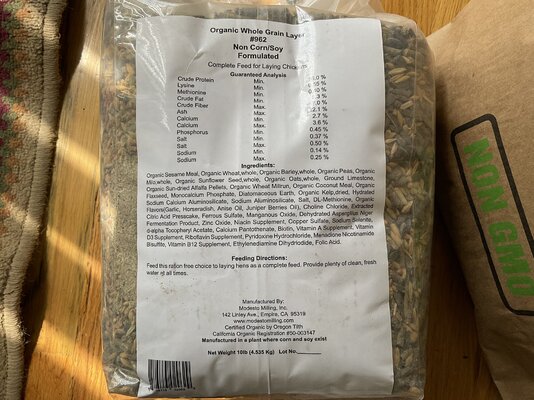 Organic Whole Grain Layer
#962
Non Corn/Soy
Formulated
Complete Feed for Laying Chickens
Guaranteed Analysis
Crude Protein Min.
Lysine Min.
Methionine Min.
Crude Fat Min.
Crude Fiber Max.
Ash Max.
Calcium Min. 2.7
Calcium Max. 3.6 %
Phosphorus Min. 0.45 %
Salt Min. 0.37 %
Salt Max. 0.50 %
Sodium Min. 0.14 %
Sodium Max. 0.25 %
Ingredients:
Organic Sesame Meal, Organic Wheat,whole, Organic Barley,whole, Organic Peas, Organic
Milo,whole, Organic Sunflower Seed,whole, Organic Oats,whole, Ground Limestone,
Organic Sun-dried Alfalfa Pellets, Organic Wheat Millrun, Organic Coconut Meal, Organic
Flaxseed, Monocalcium Phosphate, Diatomaceous Earth, Organic Kelp,dried, Hydrated
Sodium Calcium Aluminosilicate, Sodium Aluminosilicate, Salt, DL-Methionine, Organic
Flavors(Garlic, Horseradish, Anise Oil, Juniper Berries Oil), Choline Chloride, Extracted
Citric Acid Presscake, Ferrous Sulfate, Manganous Oxide, Dehydrated Aspergillus Niger
Fermentation Product, Zinc Oxide, Niacin Supplement, Copper Sulfate, Sodium Selenite,
d-alpha Tocopheryl Acetate, Calcium Pantothenate, Biotin, Vitamin A Supplement, Vitamin
D3 Supplement, Riboflavin Supplement, Pyridoxine Hydrochloride, Menadione Nicotinamide
Bisulfite, Vitamin B12 Supplement, Ethylenediamine Dihydriodide, Folic Acid.
Feeding Directions:
Feed this ration free choice to laying hens as a complete feed. Provide plenty of clean, fresh
water at all times.
Manufactured By:
Modesto Milling, Inc.
142 Linley Ave., Empire, CA 95319
www.modestomilling.com
Certified Organic by Oregon Tilth
California Organic Registration #50-003147
Manufactured in a plant where corn and soy exist
Net Weight 10lb (4.535 Kg) Lot No.
NON GMO